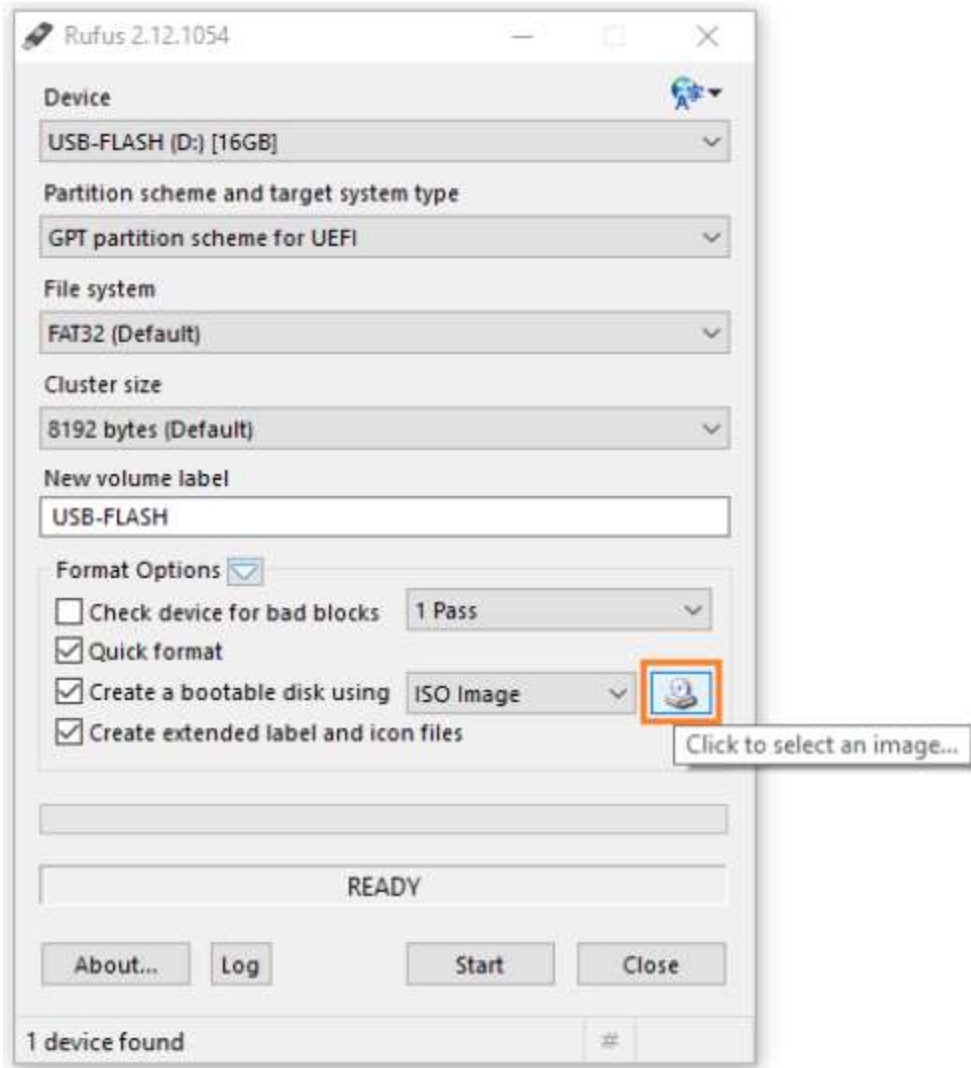 Rufus 2.12.1054
Device
USB-FLASH (D:) [16GB]
Partition scheme and target system type
GPT partition scheme for UEFI
File system
FAT32 (Default)
Cluster size
8192 bytes (Default)
New volume label
USB-FLASH
Format Options
Check device for bad blocks 1 Pass
Quick format
Create a bootable disk using ISO Image
Create extended label and icon files
Click to select an image...
READY
About... Log Start Close
1 device found #